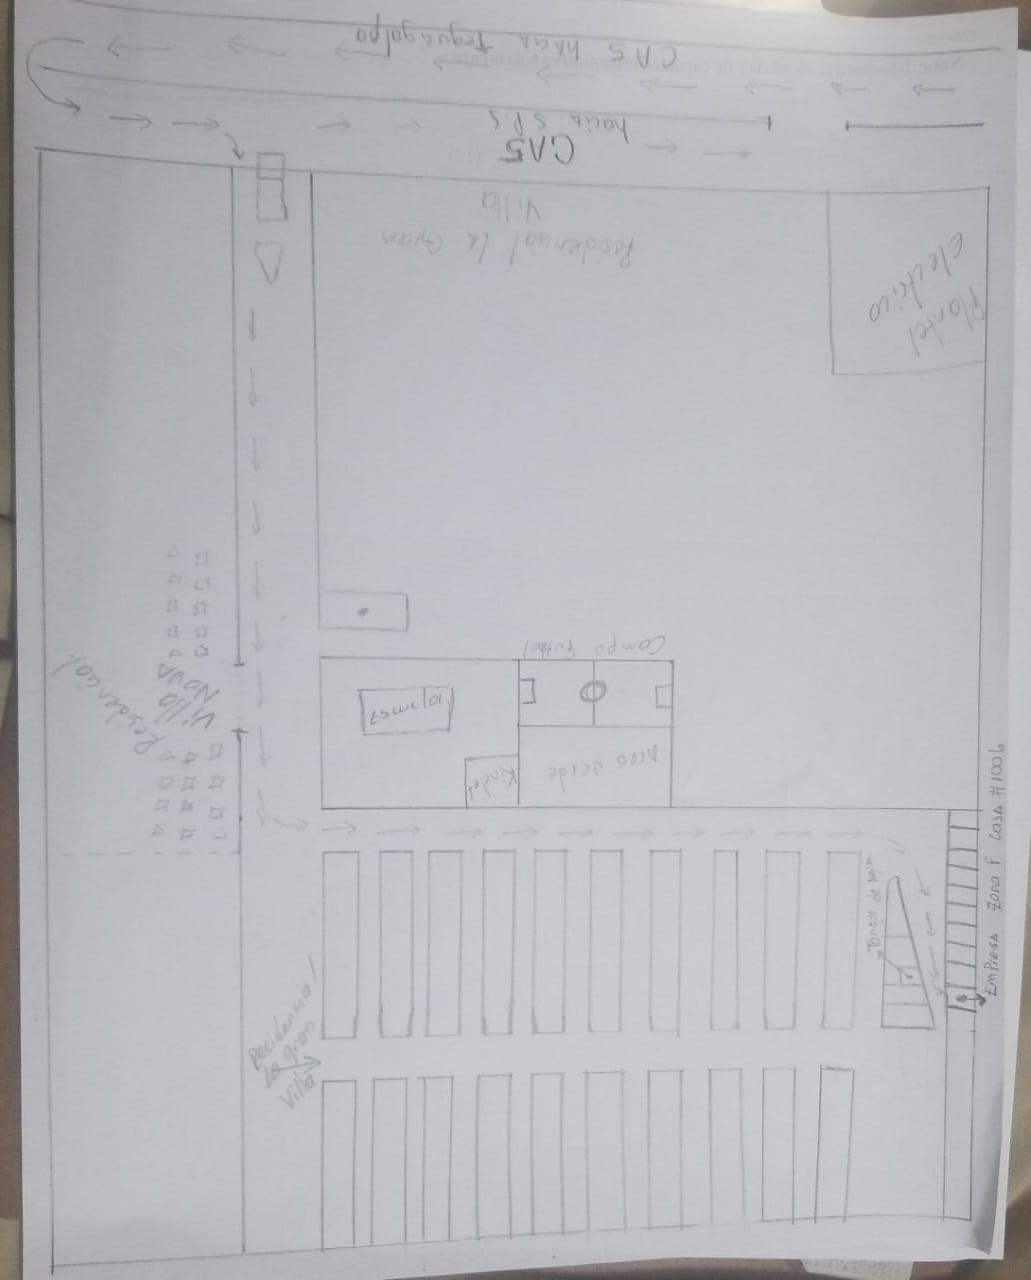 CA5 hacia Tegucigalpa
CA5
hacia S.P.S
Residencial la Gran
Villa
Plantel
electrico
Campo Futbol
Area verde
Kinder
Residencial
Villa
Nova
Tanque de agua
Empresa Zona F Casa #1006
Residencial
La gran
Villa